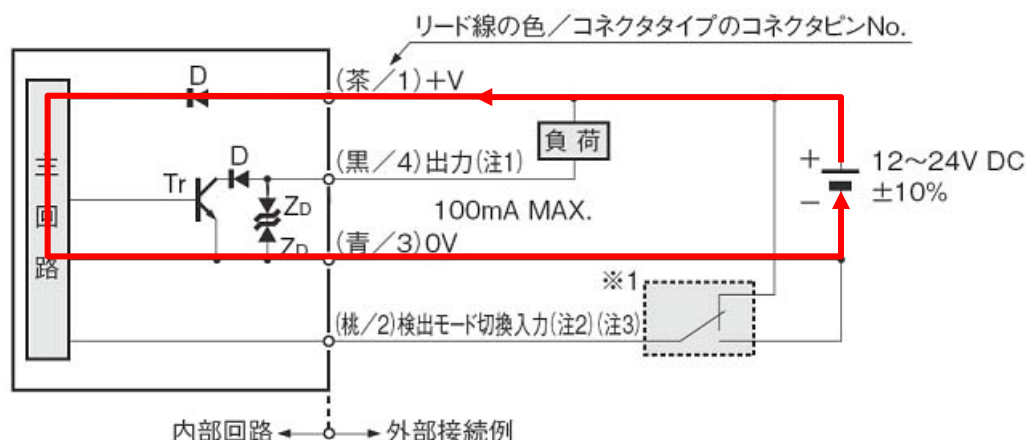 リード線の色／コネクタタイプのコネクタピンNo.
D
(茶／1)+V
主回路
Tr
D
(黒／4)出力(注1)
負荷
ZD
ZD
100mA MAX.
+
−
12〜24V DC
±10%
(青／3)0V
※1
(桃／2)検出モード切換入力(注2)(注3)
内部回路
外部接続例